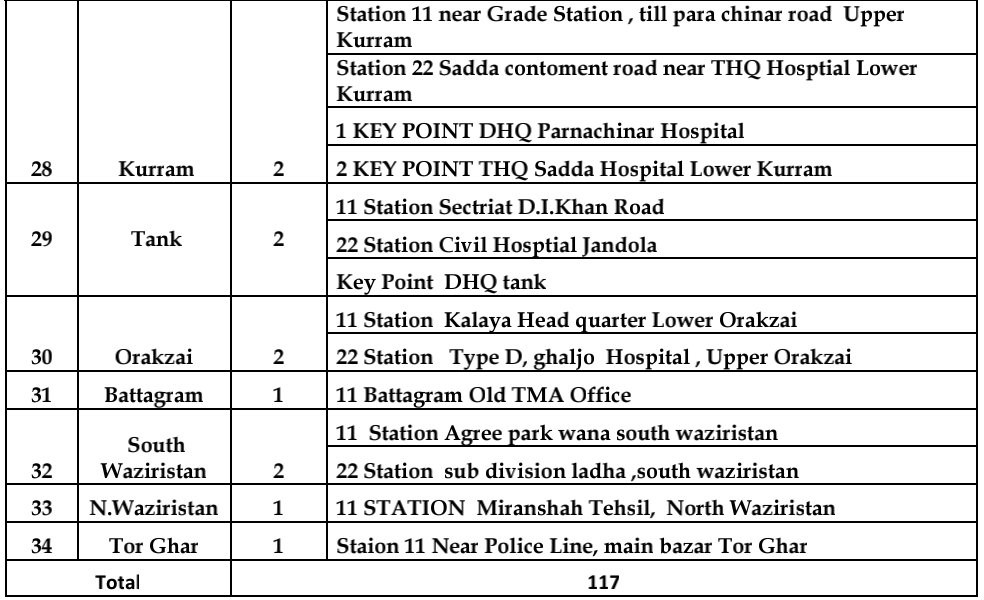 Station 11 near Grade Station , till para chinar road Upper
Kurram
Station 22 Sadda contoment road near THQ Hosptial Lower
Kurram
1 KEY POINT DHQ Parnachinar Hospital
28 Kurram 2 2 KEY POINT THQ Sadda Hospital Lower Kurram
11 Station Sectriat D.I.Khan Road
29 Tank 2 22 Station Civil Hosptial Jandola
Key Point DHQ tank
11 Station Kalaya Head quarter Lower Orakzai
30 Orakzai 2 22 Station Type D, ghaljo Hospital , Upper Orakzai
31 Battagram 1 11 Battagram Old TMA Office
11 Station Agree park wana south waziristan
32 South
Waziristan 2 22 Station sub division ladha ,south waziristan
33 N.Waziristan 1 11 STATION Miranshah Tehsil, North Waziristan
34 Tor Ghar 1 Staion 11 Near Police Line, main bazar Tor Ghar
Total 117